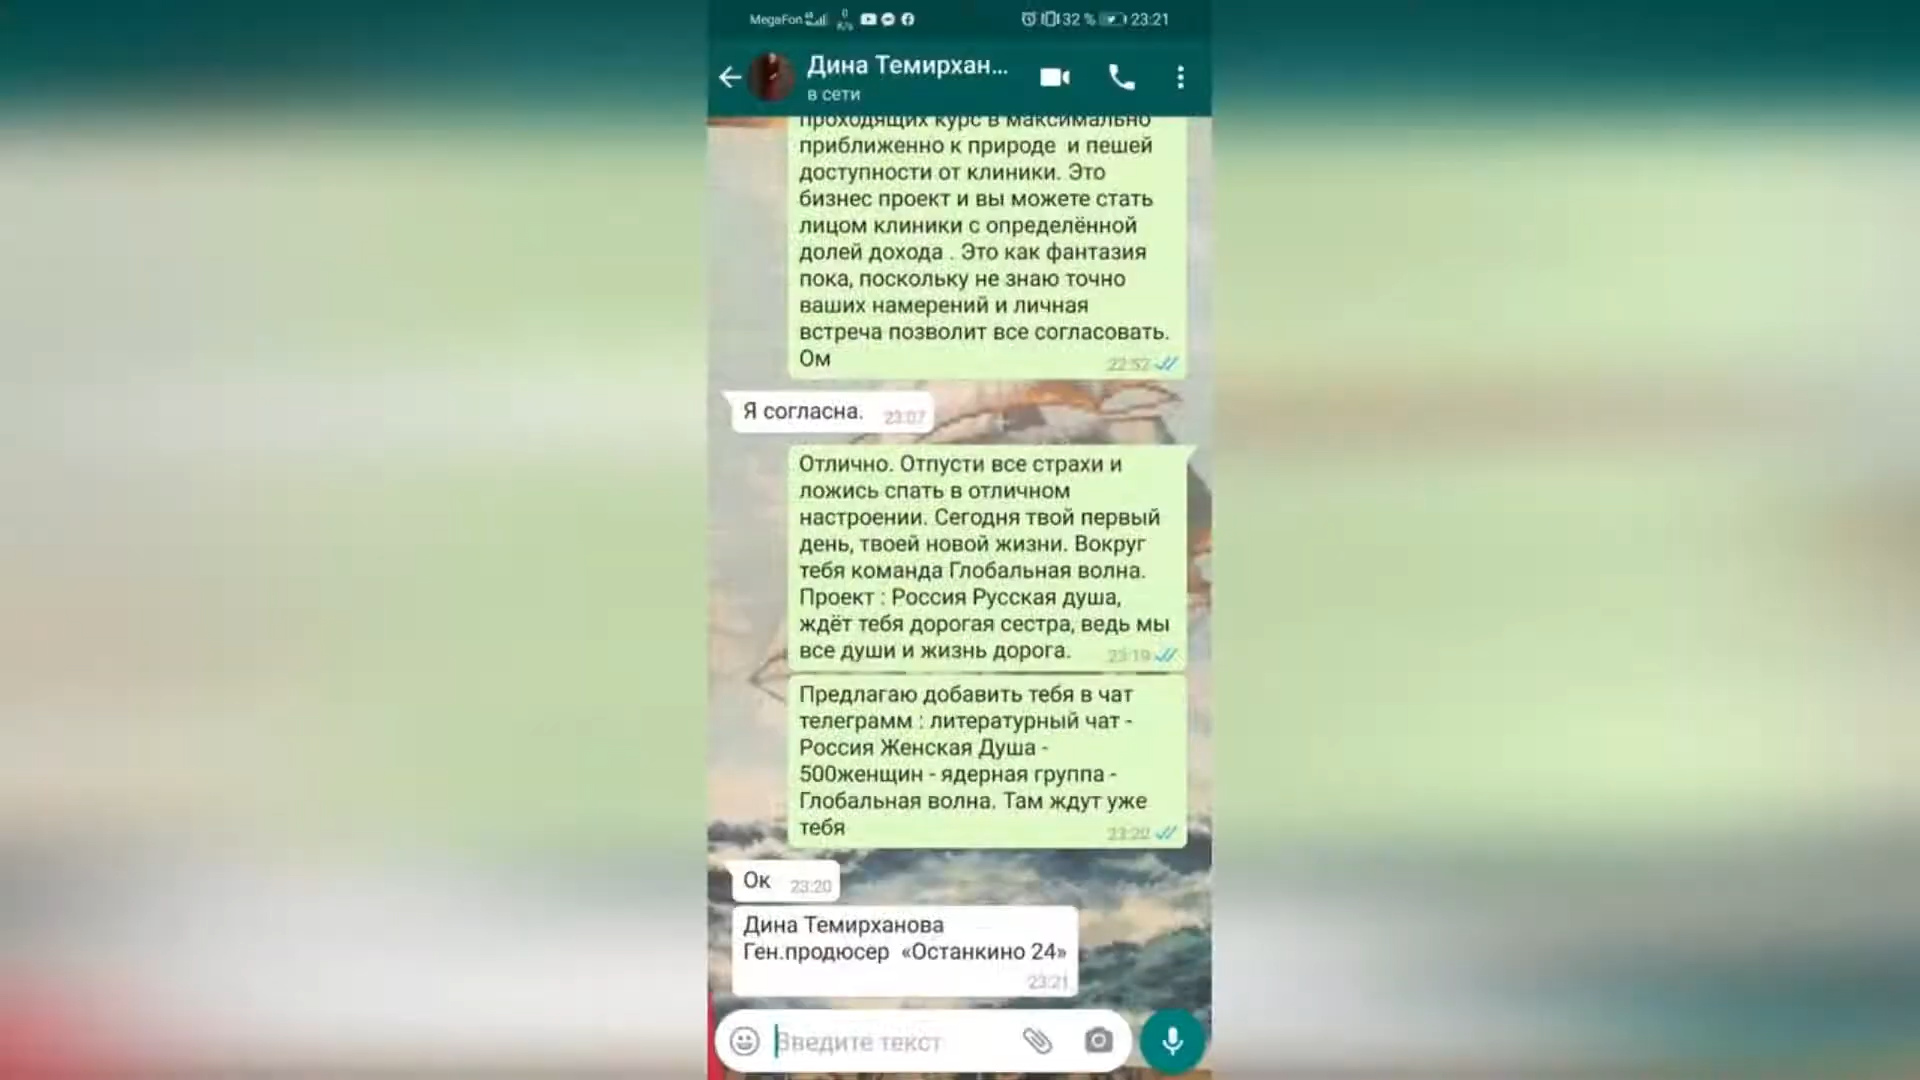 MegaFon 46 0 K/s 32 % 23:21
Дина Темирхан...
в сети
проходящих курс в максимально
приближенно к природе и пешей
доступности от клиники. Это
бизнес проект и вы можете стать
лицом клиники с определённой
долей дохода . Это как фантазия
пока, поскольку не знаю точно
ваших намерений и личная
встреча позволит все согласовать.
Ом
22:52
Я согласна.
23:07
Отлично. Отпусти все страхи и
ложись спать в отличном
настроении. Сегодня твой первый
день, твоей новой жизни. Вокруг
тебя команда Глобальная волна.
Проект : Россия Русская душа,
ждёт тебя дорогая сестра, ведь мы
все души и жизнь дорога.
23:19
Предлагаю добавить тебя в чат
телеграмм : литературный чат -
Россия Женская Душа -
500женщин - ядерная группа -
Глобальная волна. Там ждут уже
тебя
23:20
Ок
23:20
Дина Темирханова
Ген.продюсер «Останкино 24»
23:21
Введите текст